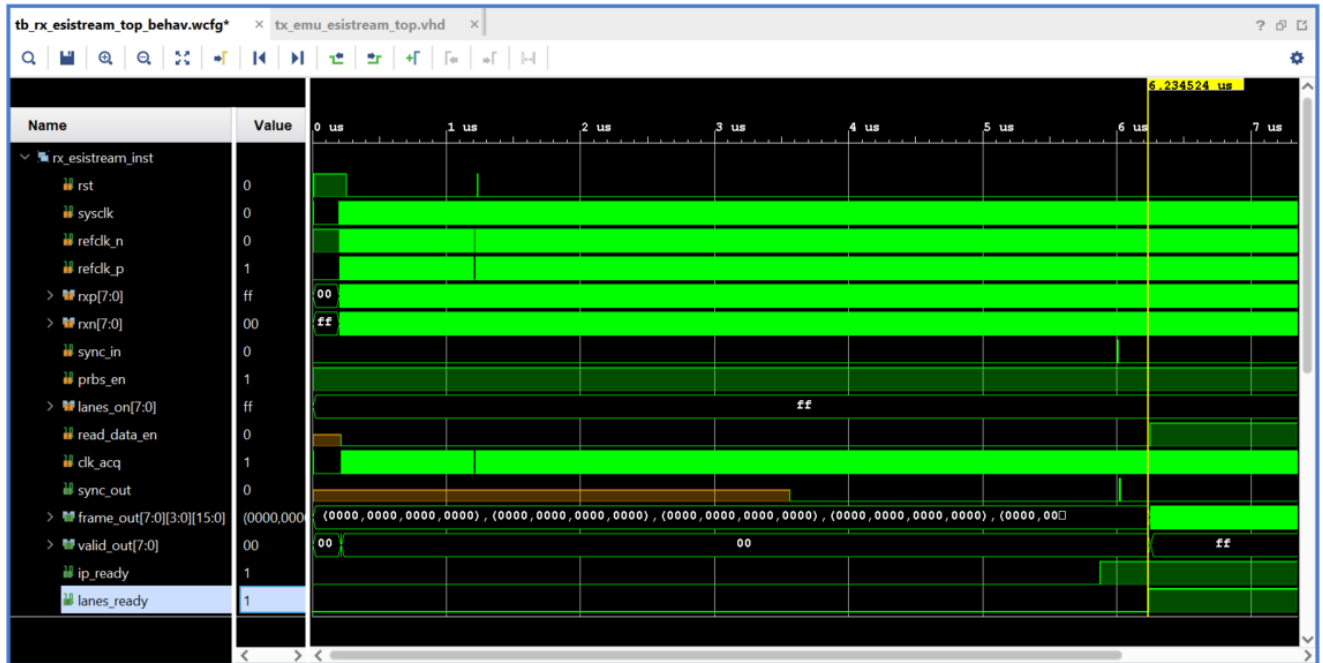 tb_rx_esistream_top_behav.wcfg* × tx_emu_esistream_top.vhd × ?
6.234524 us
Name Value 0 us 1 us 2 us 3 us 4 us 5 us 6 us 7 us
rx_esistream_inst
rst 0
sysclk 0
refclk_n 0
refclk_p 1
rxp[7:0] ff 00
rxn[7:0] 00 ff
sync_in 0
prbs_en 1
lanes_on[7:0] ff ff
read_data_en 0
clk_acq 1
sync_out 0
frame_out[7:0][3:0][15:0] (0000,0000 (0000,0000,0000,0000),(0000,0000,0000,0000),(0000,0000,0000,0000),(0000,0000,0000,0000),(0000,00
valid_out[7:0] 00 00 00 ff
ip_ready 1
lanes_ready 1